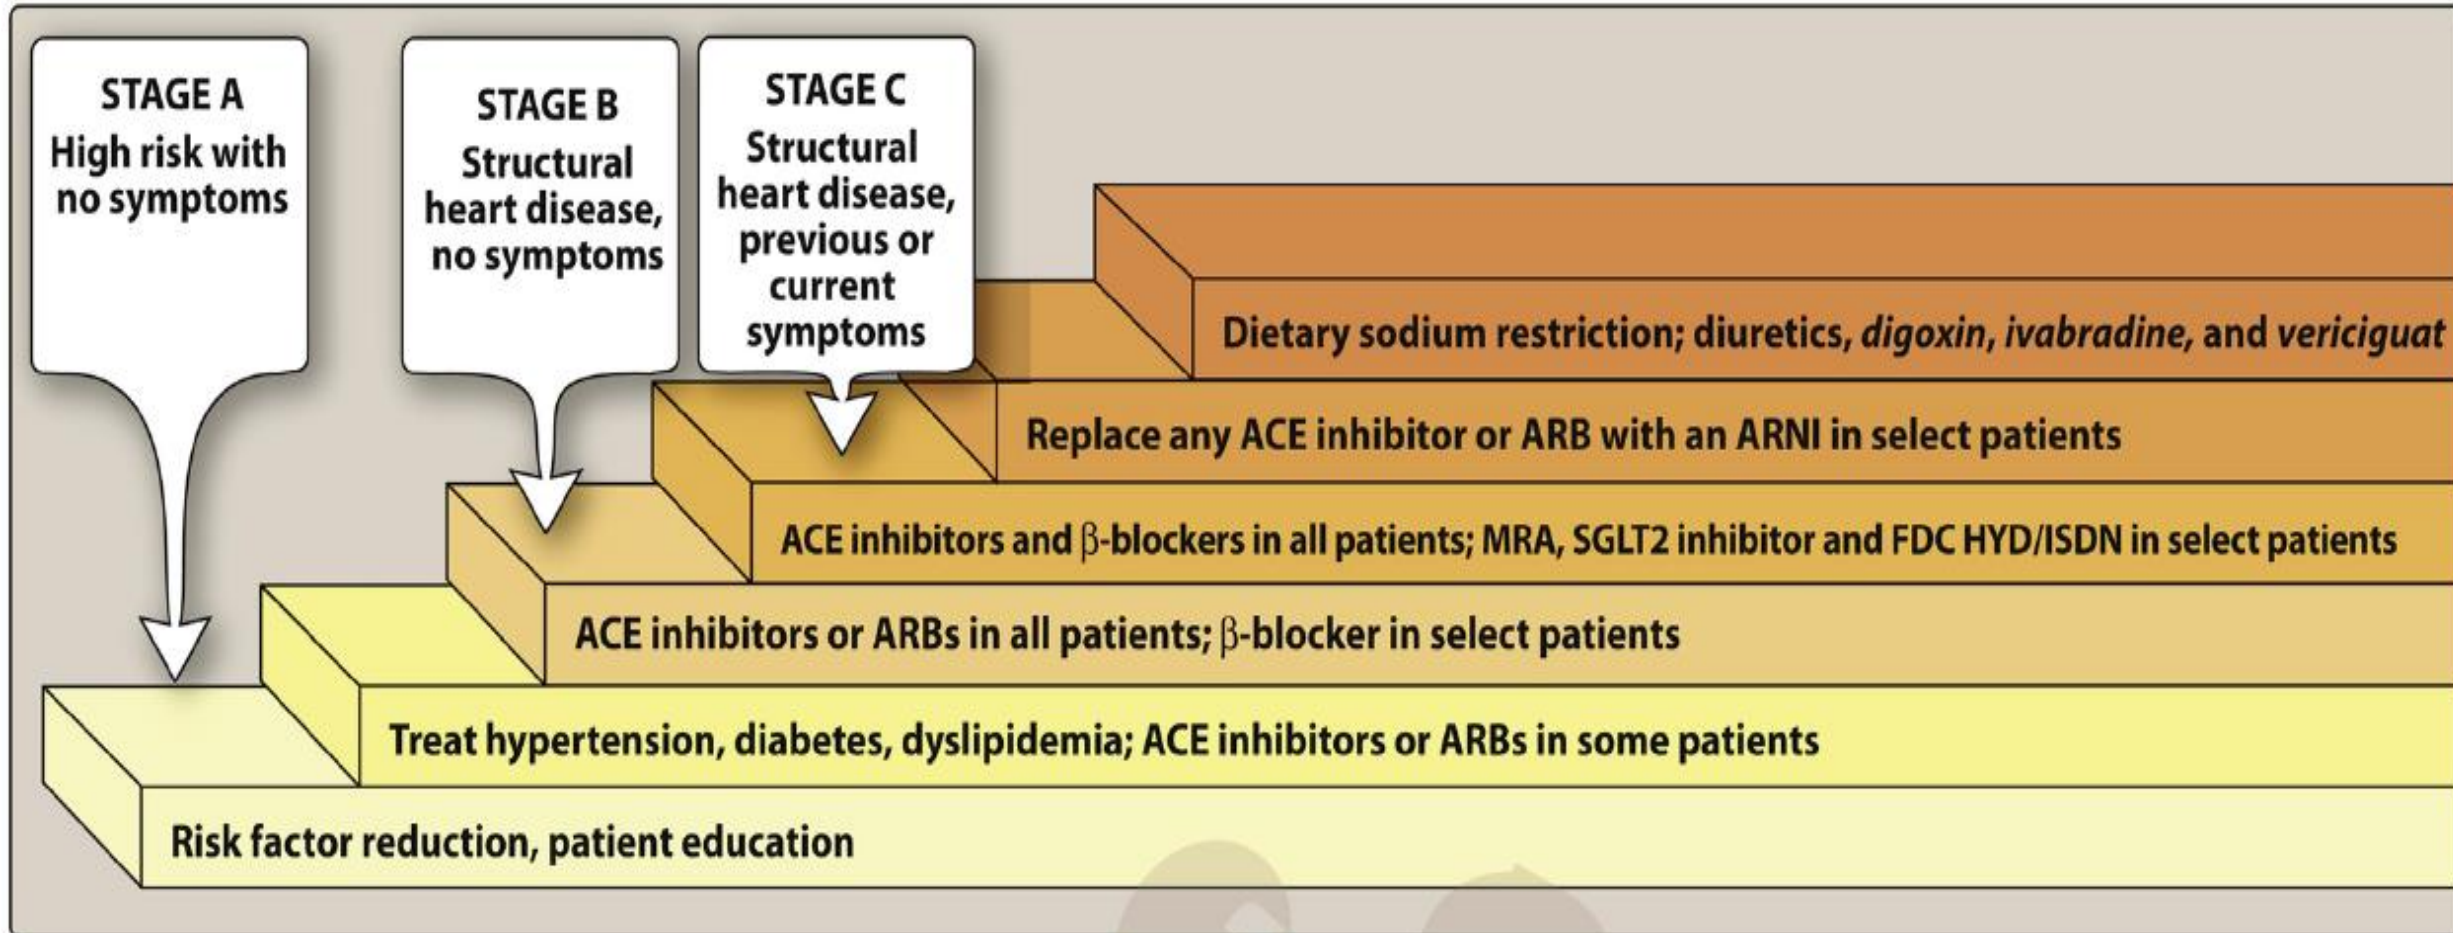 STAGE A
High risk with
no symptoms
STAGE B
Structural
heart disease,
no symptoms
STAGE C
Structural
heart disease,
previous or
current
symptoms
Dietary sodium restriction; diuretics, digoxin, ivabradine, and vericiguat
Replace any ACE inhibitor or ARB with an ARNI in select patients
ACE inhibitors and β-blockers in all patients; MRA, SGLT2 inhibitor and FDC HYD/ISDN in select patients
ACE inhibitors or ARBs in all patients; β-blocker in select patients
Treat hypertension, diabetes, dyslipidemia; ACE inhibitors or ARBs in some patients
Risk factor reduction, patient education